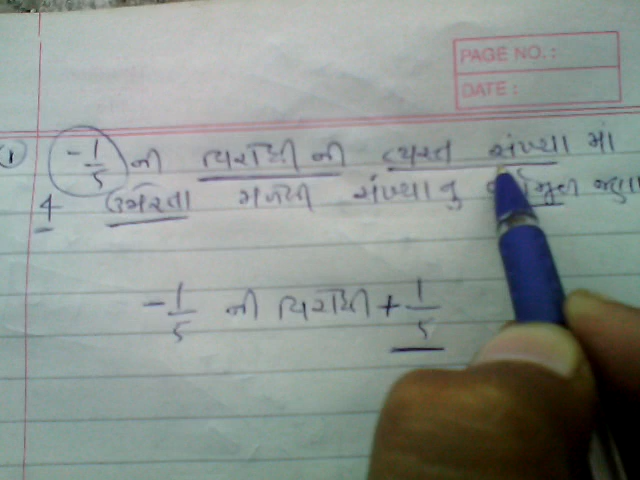 PAGE NO.:
DATE:
① -1/5 ની વિરોધી ની વ્યસ્ત સંખ્યા માં
4 ઉમેરતા મળતી સંખ્યા નુ
-1/5 ની વિરોધી +1/5